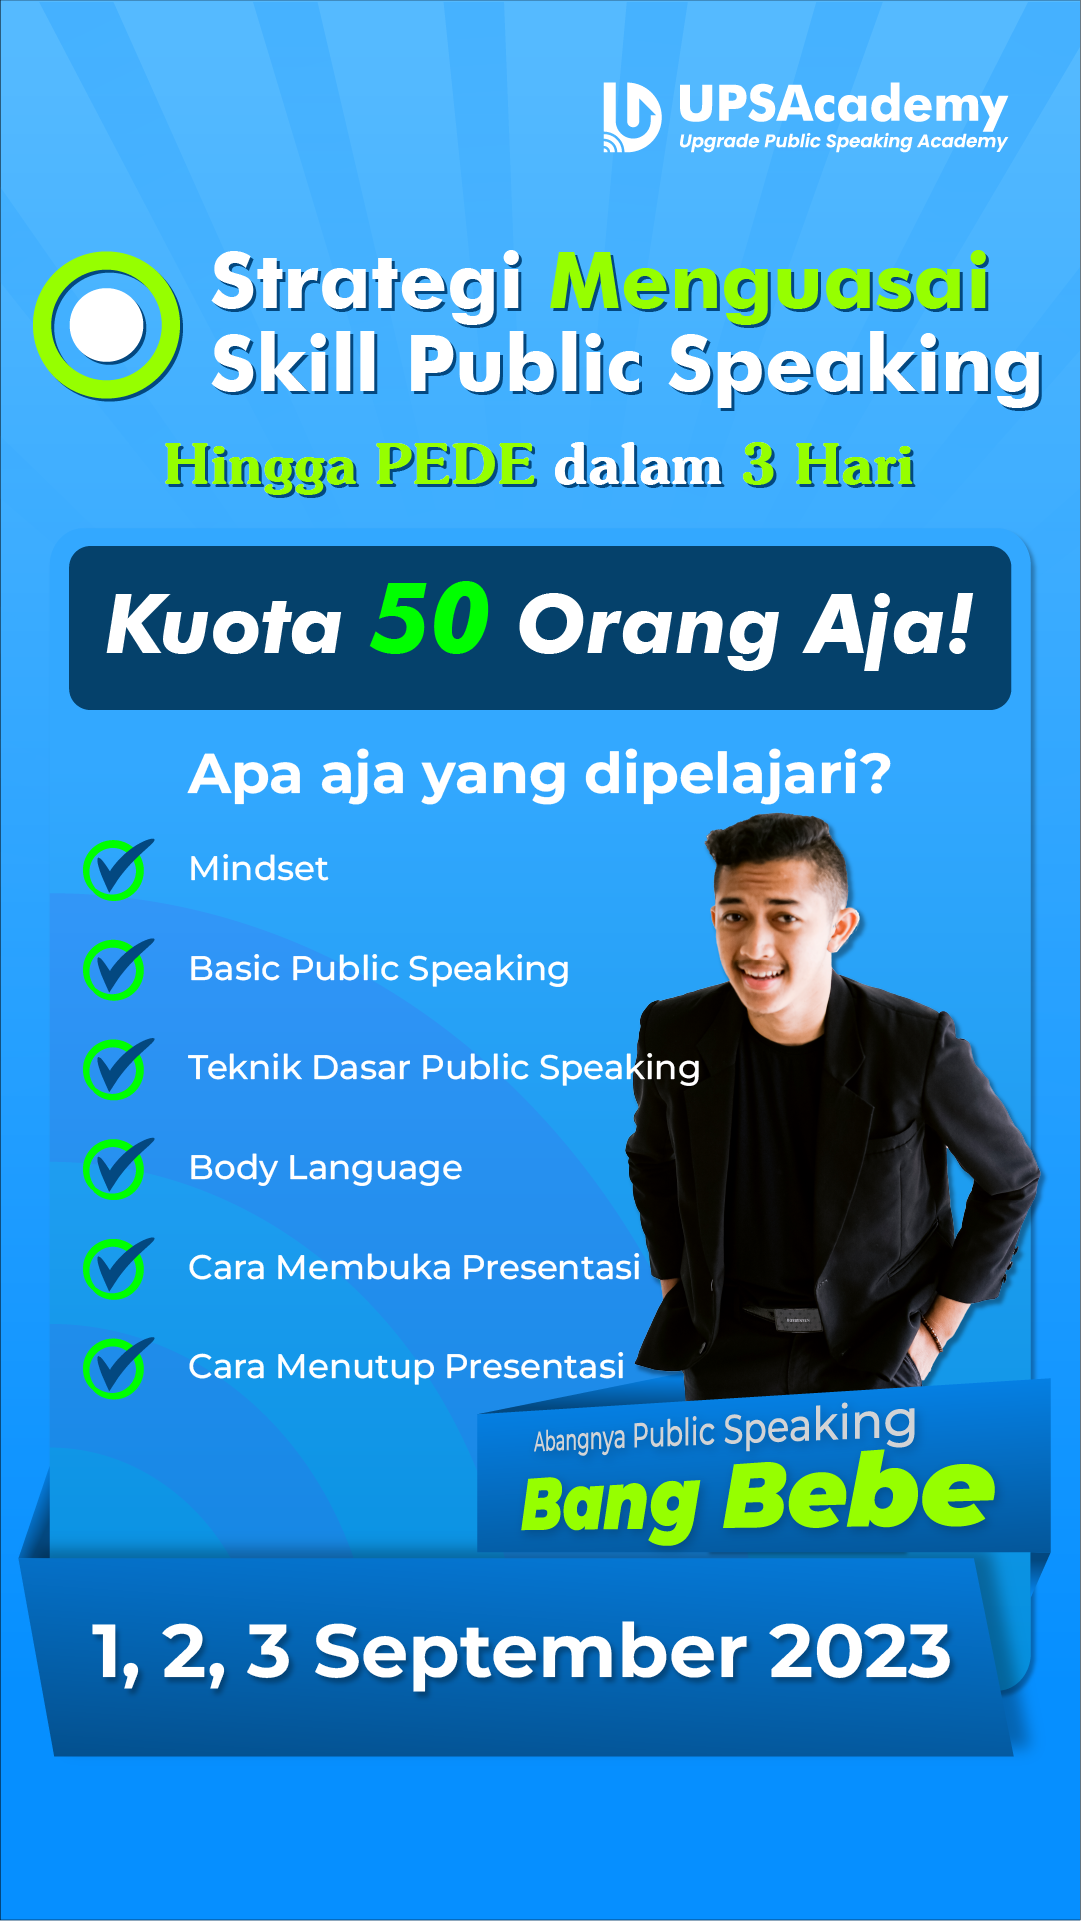 UPSAcademy
Upgrade Public Speaking Academy
Strategi Menguasai
Skill Public Speaking
Hingga PEDE dalam 3 Hari
Kuota 50 Orang Aja!
Apa aja yang dipelajari?
Mindset
Basic Public Speaking
Teknik Dasar Public Speaking
Body Language
Cara Membuka Presentasi
Cara Menutup Presentasi
Abangnya Public Speaking
Bang Bebe
1, 2, 3 September 2023